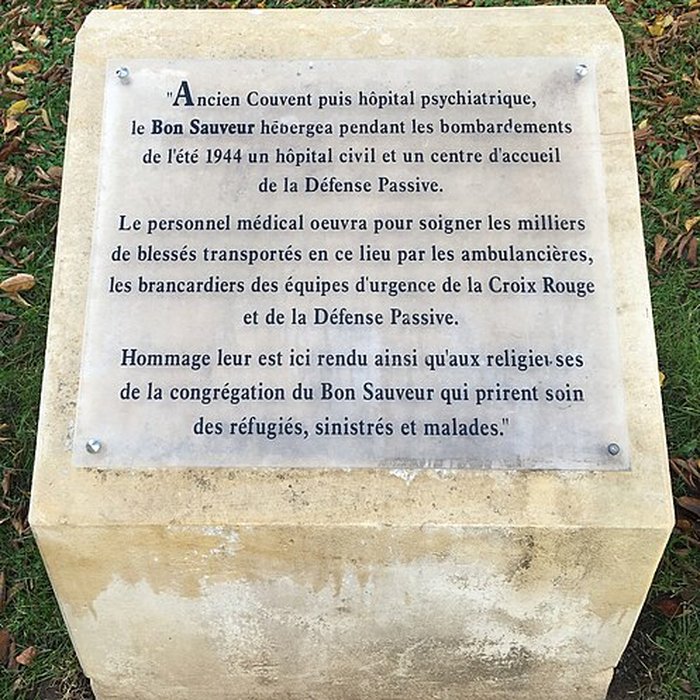 "Ancien Couvent puis hôpital psychiatrique,
le Bon Sauveur hébergea pendant les bombardements
de l'été 1944 un hôpital civil et un centre d'accueil
de la Défense Passive.
Le personnel médical oeuvra pour soigner les milliers
de blessés transportés en ce lieu par les ambulancières,
les brancardiers des équipes d'urgence de la Croix Rouge
et de la Défense Passive.
Hommage leur est ici rendu ainsi qu'aux religieuses
de la congrégation du Bon Sauveur qui prirent soin
des réfugiés, sinistrés et malades."